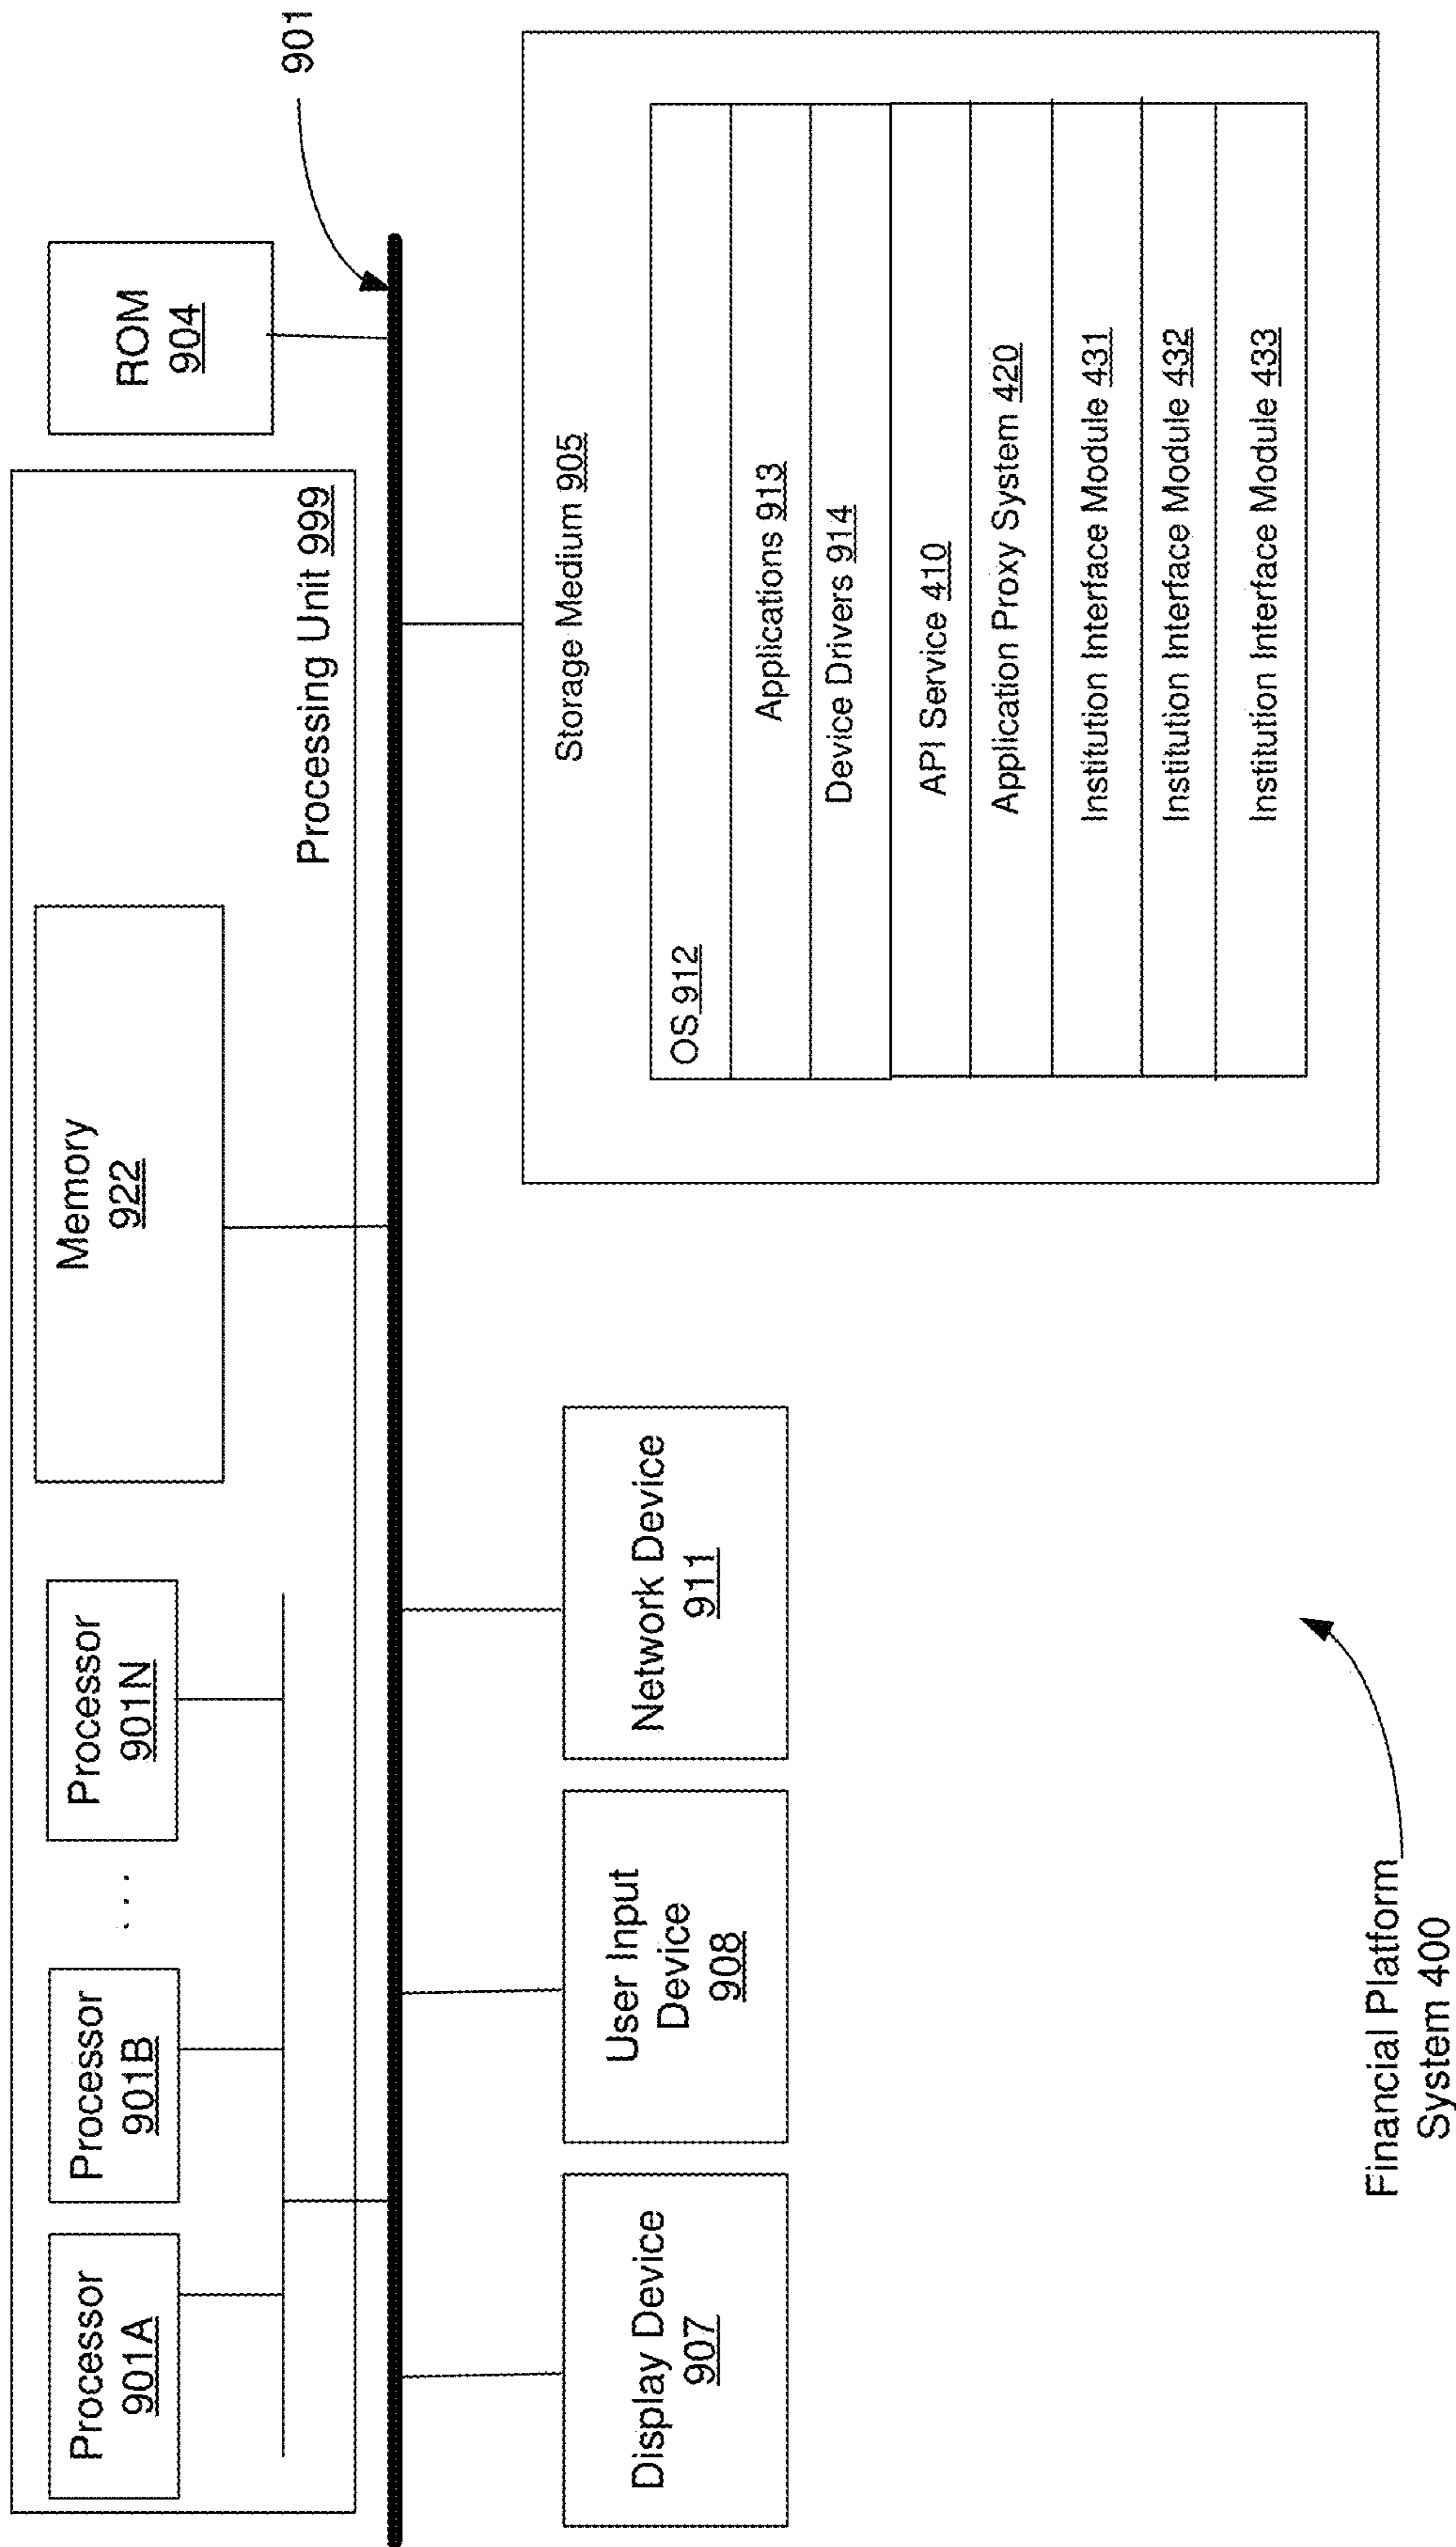 Processor
901A
Processor
901B
. . .
Processor
901N
Memory
922
Processing Unit 999
ROM
904
901
Display Device
907
User Input
Device
908
Network Device
911
Storage Medium 905
OS 912
Applications 913
Device Drivers 914
API Service 410
Application Proxy System 420
Institution Interface Module 431
Institution Interface Module 432
Institution Interface Module 433
Financial Platform
System 400